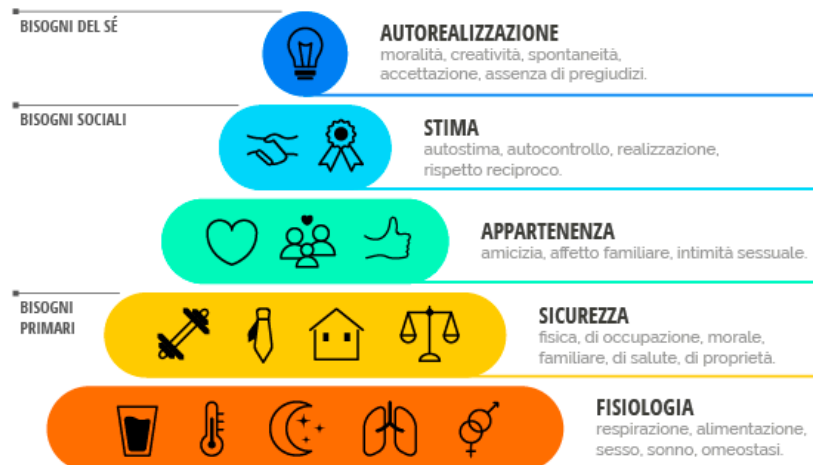 BISOGNI DEL SÉ
AUTOREALIZZAZIONE
moralità, creatività, spontaneità,
accettazione, assenza di pregiudizi.
BISOGNI SOCIALI
STIMA
autostima, autocontrollo, realizzazione,
rispetto reciproco.
APPARTENENZA
amicizia, affetto familiare, intimità sessuale.
BISOGNI
PRIMARI
SICUREZZA
fisica, di occupazione, morale,
familiare, di salute, di proprietà.
FISIOLOGIA
respirazione, alimentazione,
sesso, sonno, omeostasi.